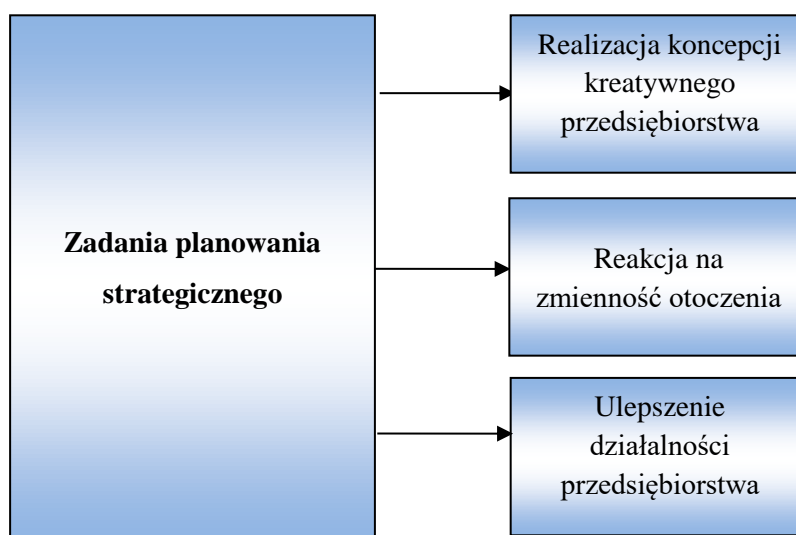 Zadania planowania
strategicznego
Realizacja koncepcji
kreatywnego
przedsiębiorstwa
Reakcja na
zmienność otoczenia
Ulepszenie
działalności
przedsiębiorstwa